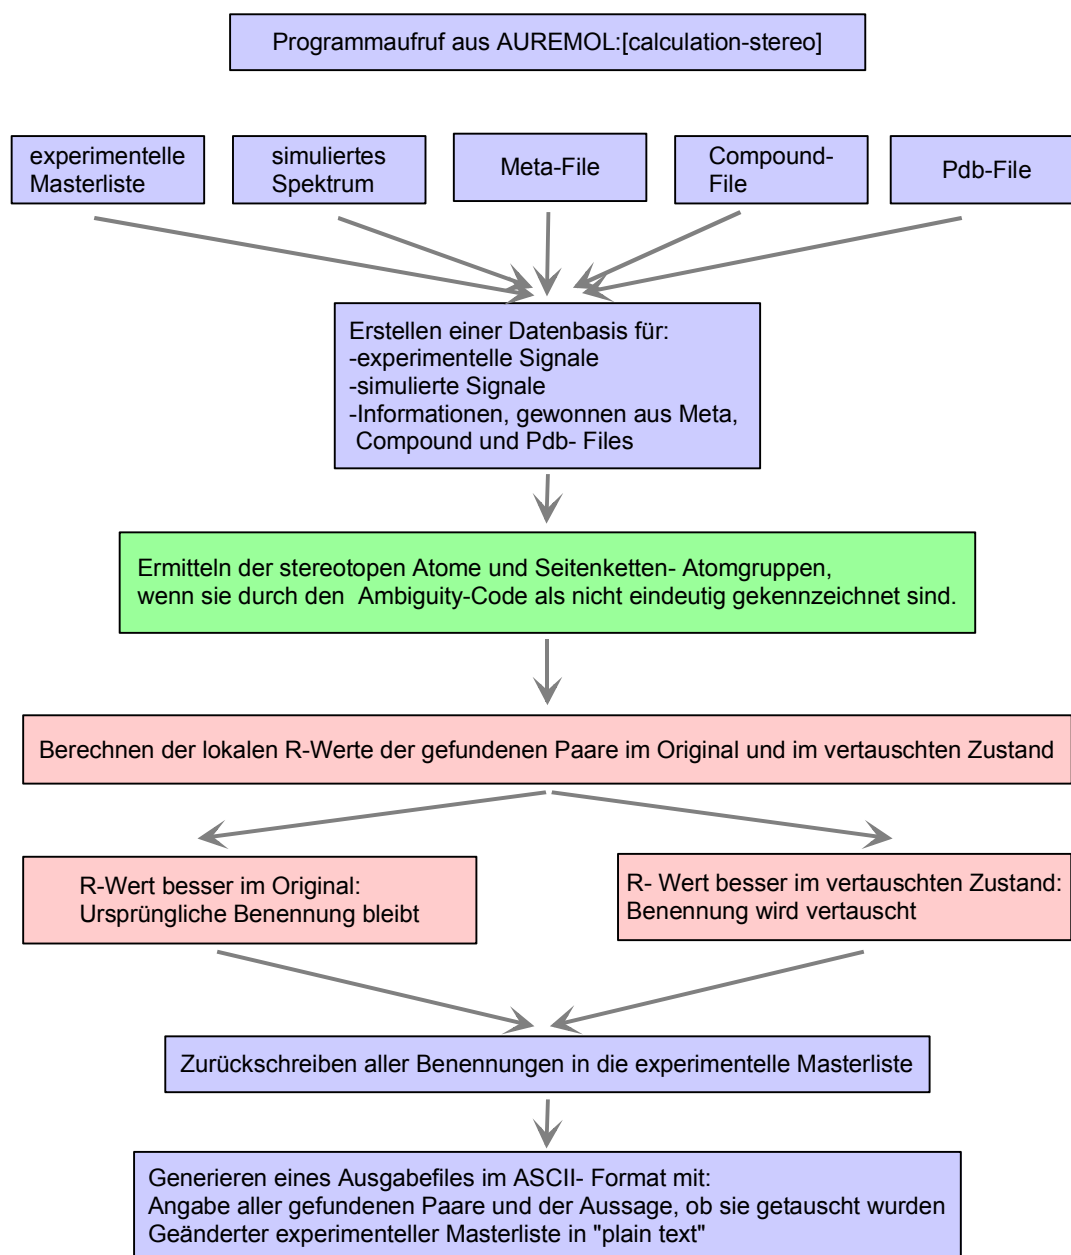 Programmaufruf aus AUREMOL:[calculation-stereo]
experimentelle
Masterliste
simuliertes
Spektrum
Meta-File
Compound-
File
Pdb-File
Erstellen einer Datenbasis für:
-experimentelle Signale
-simulierte Signale
-Informationen, gewonnen aus Meta,
Compound und Pdb- Files
Ermitteln der stereotopen Atome und Seitenketten- Atomgruppen,
wenn sie durch den Ambiguity-Code als nicht eindeutig gekennzeichnet sind.
Berechnen der lokalen R-Werte der gefundenen Paare im Original und im vertauschten Zustand
R-Wert besser im Original:
Ursprüngliche Benennung bleibt
R- Wert besser im vertauschten Zustand:
Benennung wird vertauscht
Zurückschreiben aller Benennungen in die experimentelle Masterliste
Generieren eines Ausgabefiles im ASCII- Format mit:
Angabe aller gefundenen Paare und der Aussage, ob sie getauscht wurden
Geänderter experimenteller Masterliste in "plain text"